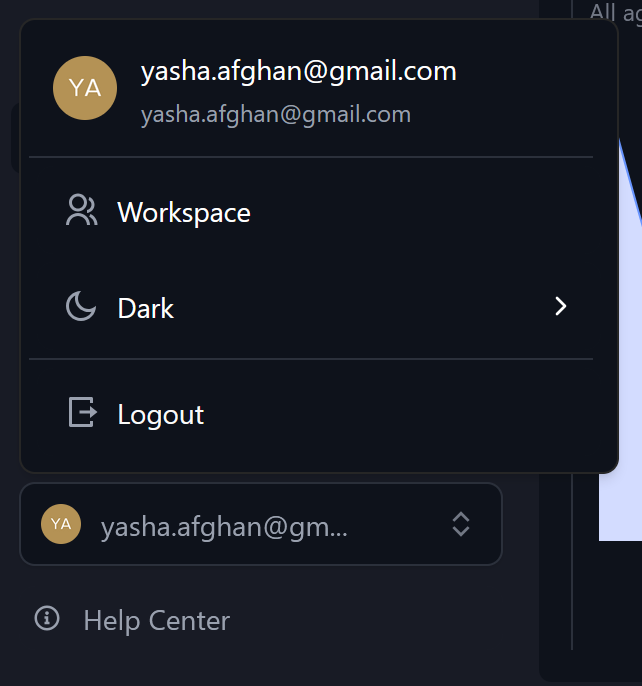 All
YA
yasha.afghan@gmail.com
yasha.afghan@gmail.com
Workspace
Dark
Logout
YA
yasha.afghan@gm...
Help Center